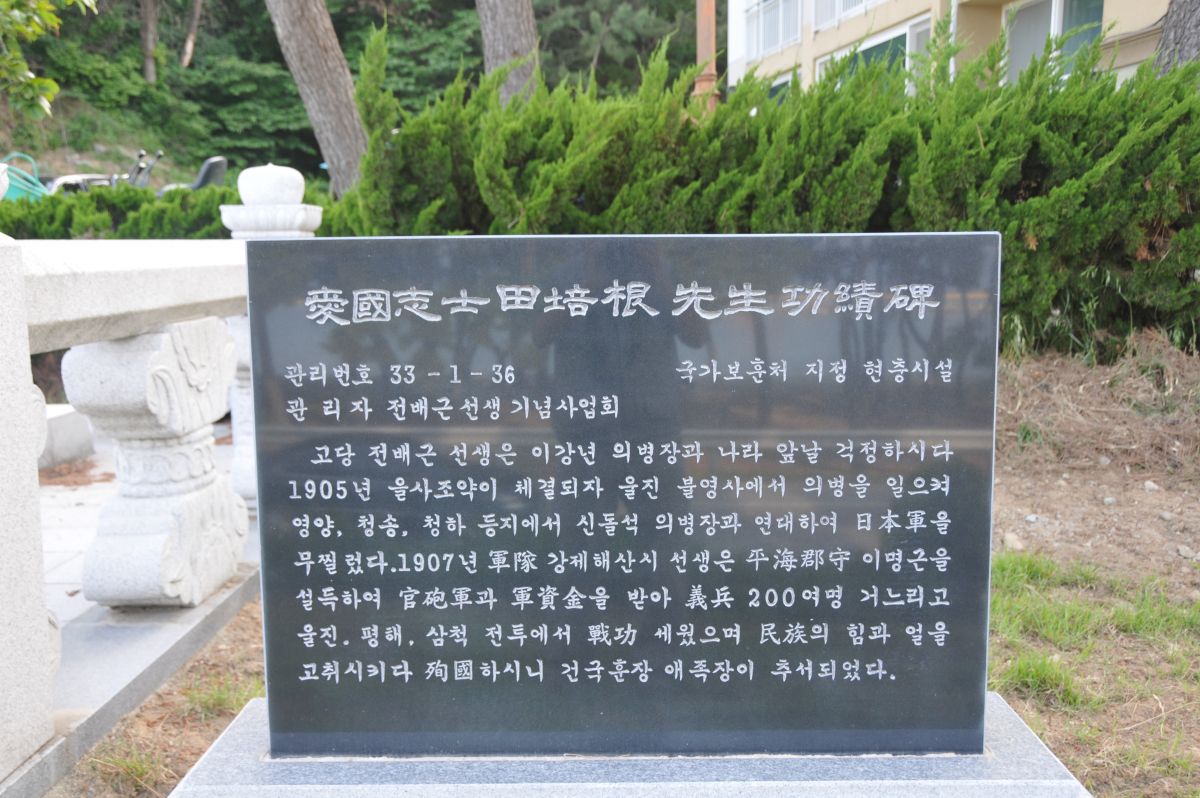 愛國志士田培根 先生功績碑
관리번호 33-1-36 국가보훈처 지정 현충시설
관 리 자 전배근선생기념사업회
고당 전배근 선생은 이강년 의병장과 나라 앞날 걱정하시다
1905년 을사조약이 체결되자 울진 불영사에서 의병을 일으켜
영양, 청송, 청하 등지에서 신돌석 의병장과 연대하여 日本軍을
무찔렀다.1907년 軍隊 강제해산시 선생은 平海郡守 이명근을
설득하여 官砲軍과 軍資金을 받아 義兵 200여명 거느리고
울진. 평해, 삼척 전투에서 戰功 세웠으며 民族의 힘과 얼을
고취시키다 殉國하시니 건국훈장 애족장이 추서되었다.